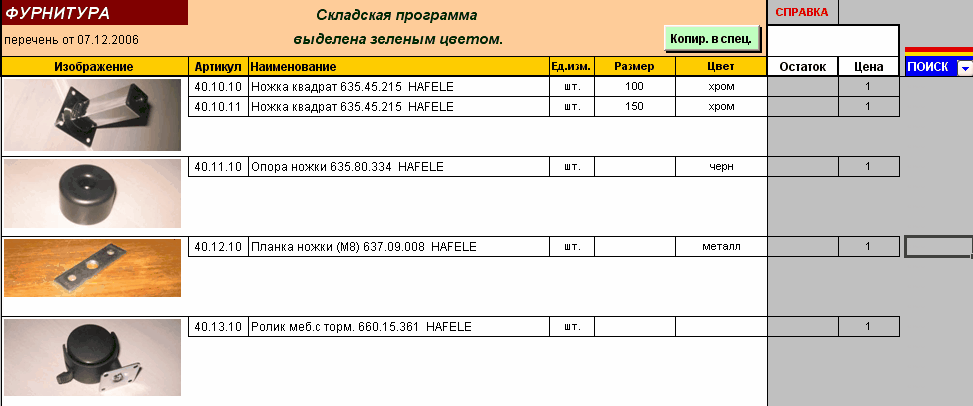 ФУРНИТУРА
Складская программа
СПРАВКА
перечень от 07.12.2006
выделена зеленым цветом.
Копир. в спец.
Изображение Артикул Наименование Ед.изм. Размер Цвет Остаток Цена ПОИСК
40.10.10 Ножка квадрат 635.45.215 HAFELE шт. 100 хром 1
40.10.11 Ножка квадрат 635.45.215 HAFELE шт. 150 хром 1
40.11.10 Опора ножки 635.80.334 HAFELE шт. черн 1
40.12.10 Планка ножки (М8) 637.09.008 HAFELE шт. металл 1
40.13.10 Ролик меб.с торм. 660.15.361 HAFELE шт. 1